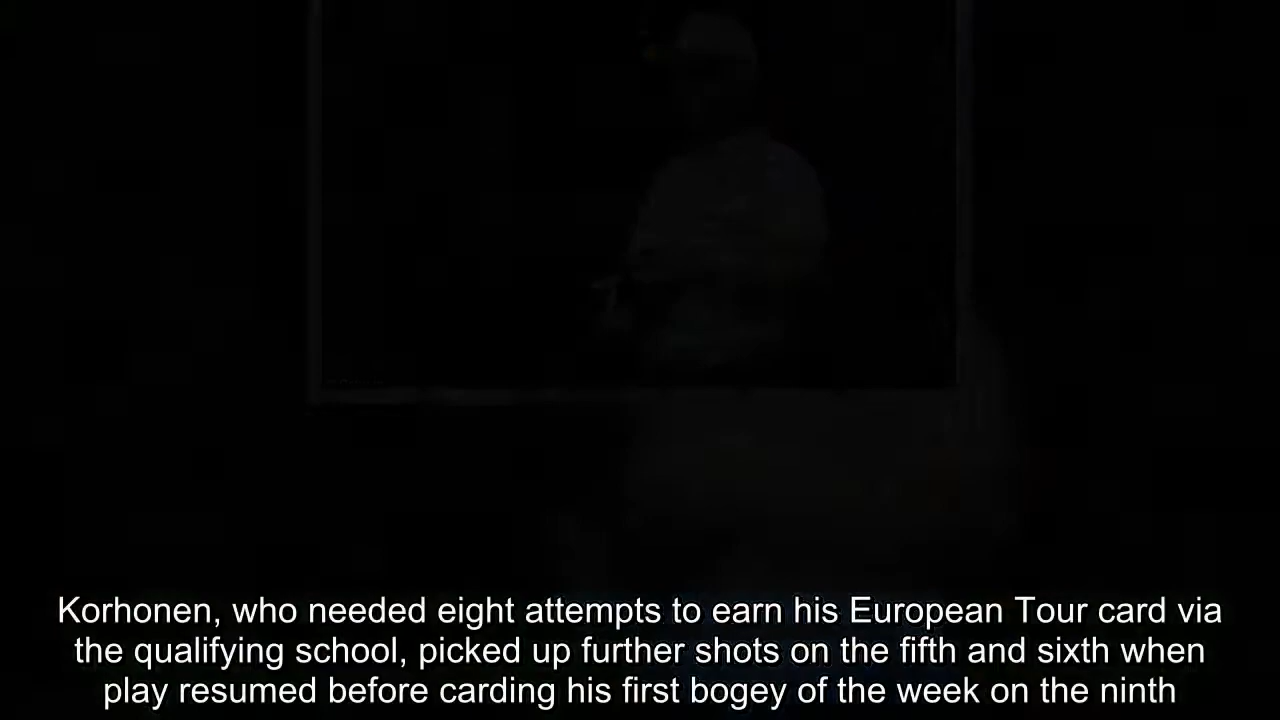 Korhonen, who needed eight attempts to earn his European Tour card via
the qualifying school, picked up further shots on the fifth and sixth when
play resumed before carding his first bogey of the week on the ninth